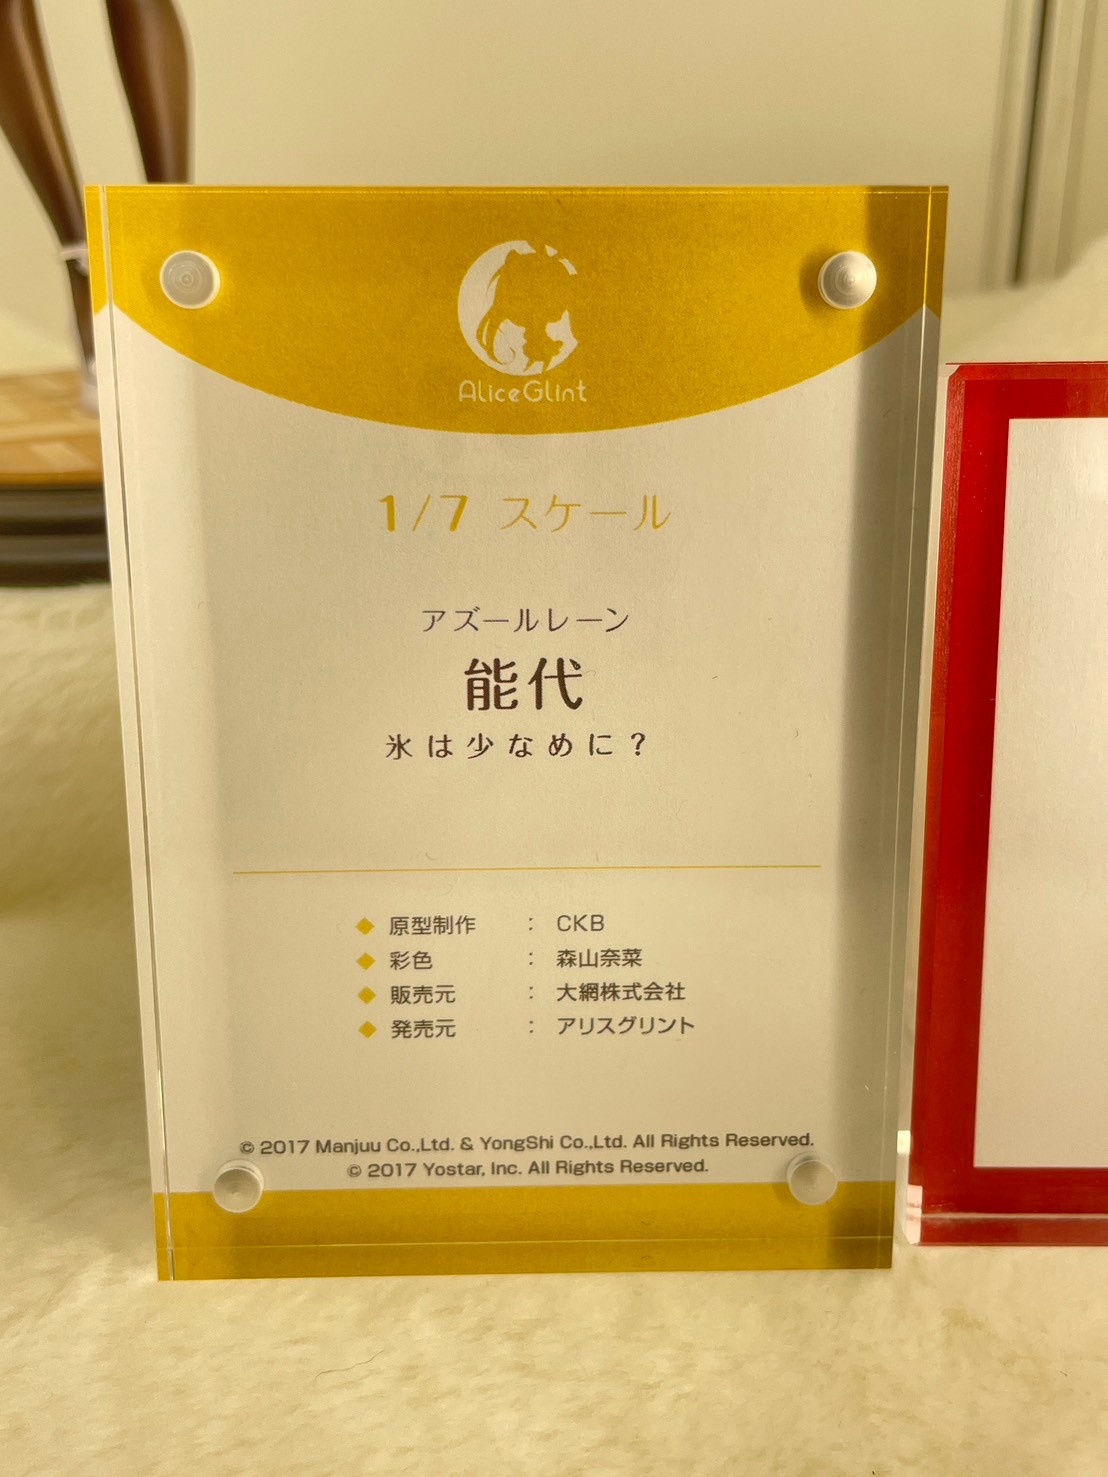 AliceGlint
1/7 スケール
アズールレーン
能代
氷は少なめに?
◆ 原型制作 : CKB
◆ 彩色 : 森山奈菜
◆ 販売元 : 大網株式会社
◆ 発売元 : アリスグリント
© 2017 Manjuu Co.,Ltd. & YongShi Co.,Ltd. All Rights Reserved.
© 2017 Yostar, Inc. All Rights Reserved.